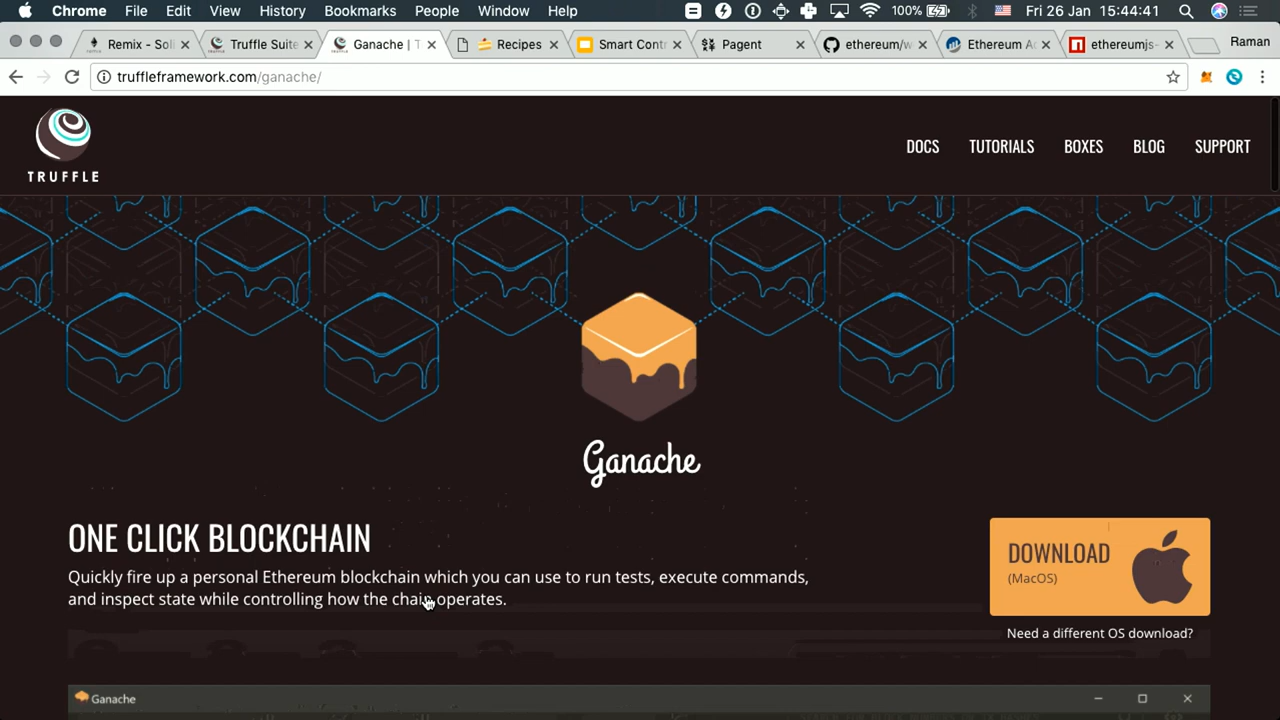 Chrome File Edit View History Bookmarks People Window Help 100% Fri 26 Jan 15:44:41
Remix - Soli Truffle Suite Ganache | T Recipes Smart Contr Pagent ethereum/w Ethereum A ethereumjs- Raman
truffleframework.com/ganache/
TRUFFLE
DOCS TUTORIALS BOXES BLOG SUPPORT
Ganache
ONE CLICK BLOCKCHAIN
Quickly fire up a personal Ethereum blockchain which you can use to run tests, execute commands,
and inspect state while controlling how the chain operates.
DOWNLOAD
(MacOS)
Need a different OS download?
Ganache